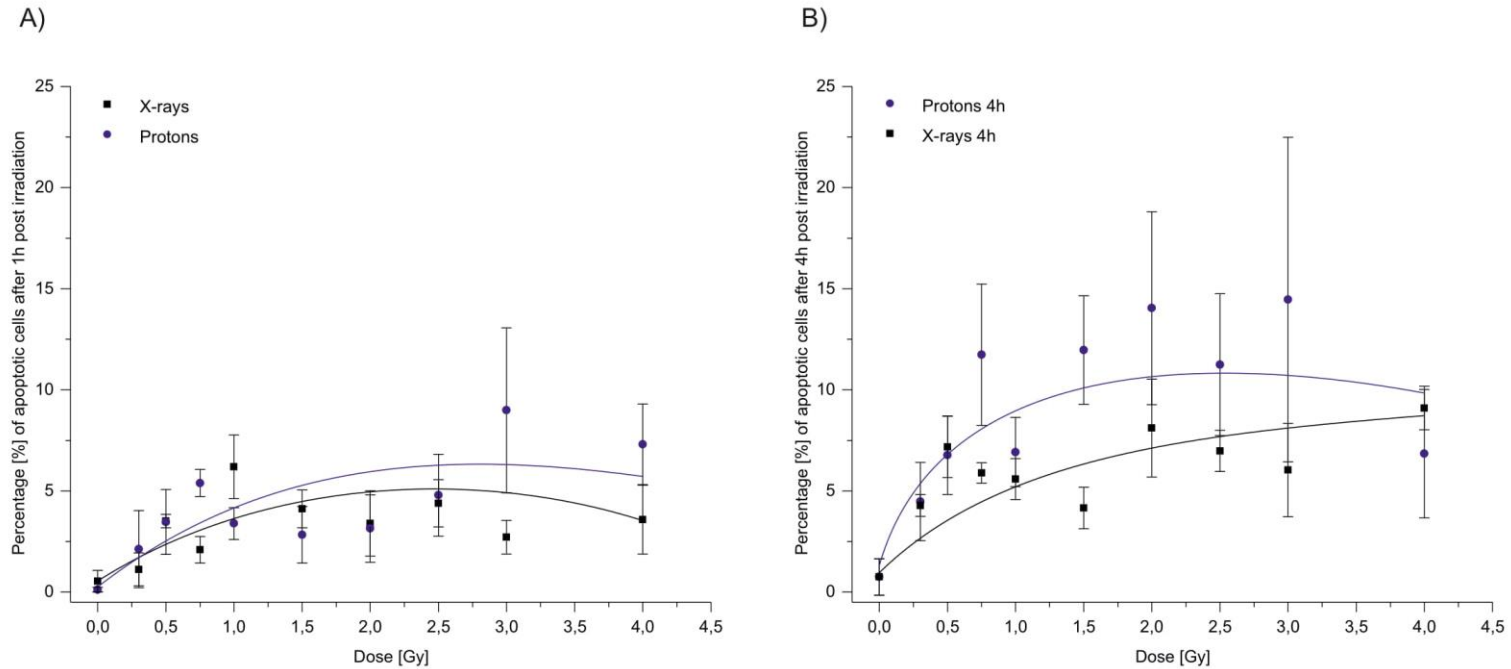 A)
Percentage [%] of apoptotic cells after 1h post irradiation
25
20
15
10
5
0
X-rays
Protons
0,0 0,5 1,0 1,5 2,0 2,5 3,0 3,5 4,0 4,5
Dose [Gy]
B)
Percentage [%] of apoptotic cells after 4h post irradiation
25
20
15
10
5
0
Protons 4h
X-rays 4h
0,0 0,5 1,0 1,5 2,0 2,5 3,0 3,5 4,0 4,5
Dose [Gy]